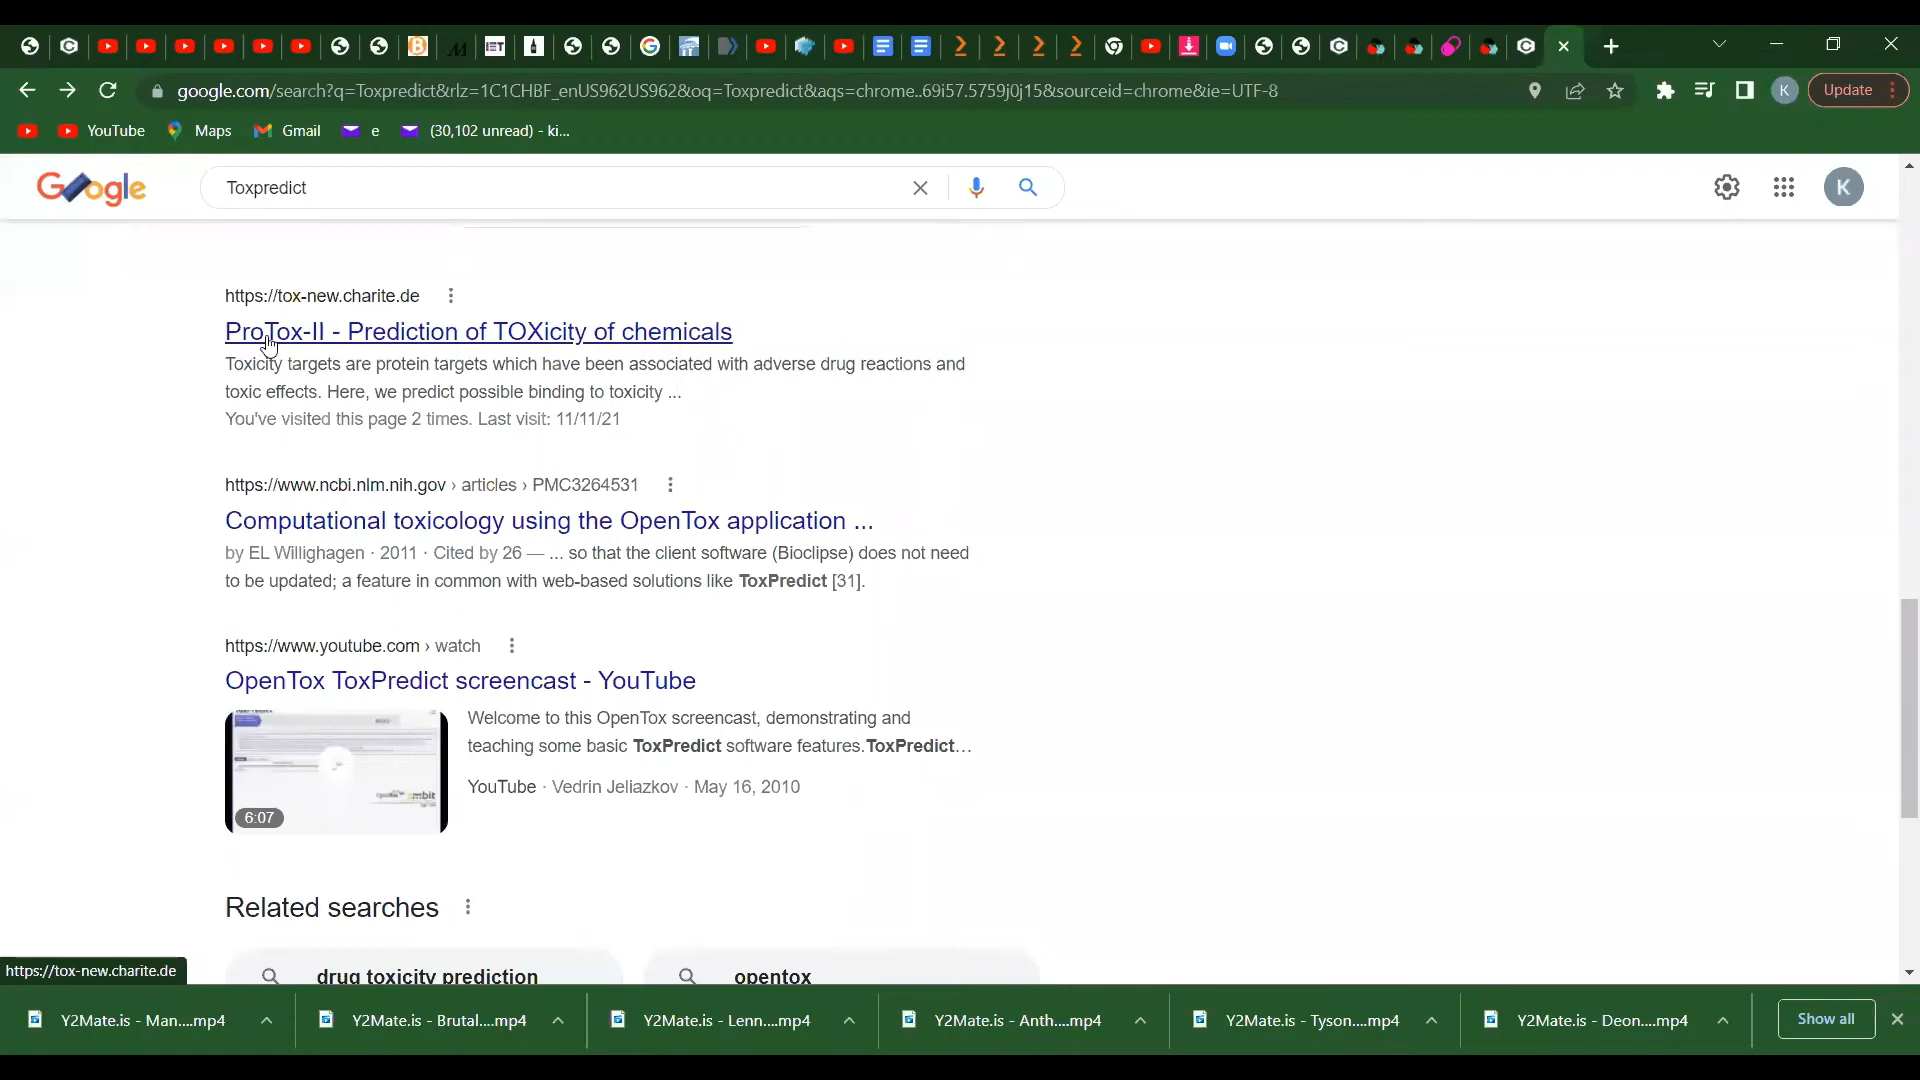 google.com/search?q=Toxpredict&rlz=1C1CHBF_enUS962US962&oq=Toxpredict&aqs=chrome..69i57.5759j0j15&sourceid=chrome&ie=UTF-8
K
Update
YouTube
Maps
Gmail
e
(30,102 unread) - ki...
Google
Toxpredict
K
https://tox-new.charite.de
ProTox-II - Prediction of TOXicity of chemicals
Toxicity targets are protein targets which have been associated with adverse drug reactions and
toxic effects. Here, we predict possible binding to toxicity ...
You've visited this page 2 times. Last visit: 11/11/21
https://www.ncbi.nlm.nih.gov › articles › PMC3264531
Computational toxicology using the OpenTox application ...
by EL Willighagen · 2011 · Cited by 26 — ... so that the client software (Bioclipse) does not need
to be updated; a feature in common with web-based solutions like ToxPredict [31].
https://www.youtube.com › watch
OpenTox ToxPredict screencast - YouTube
Welcome to this OpenTox screencast, demonstrating and
teaching some basic ToxPredict software features.ToxPredict...
YouTube · Vedrin Jeliazkov · May 16, 2010
6:07
Related searches
drug toxicity prediction
opentox
https://tox-new.charite.de
Y2Mate.is - Man....mp4
Y2Mate.is - Brutal....mp4
Y2Mate.is - Lenn....mp4
Y2Mate.is - Anth....mp4
Y2Mate.is - Tyson....mp4
Y2Mate.is - Deon....mp4
Show all